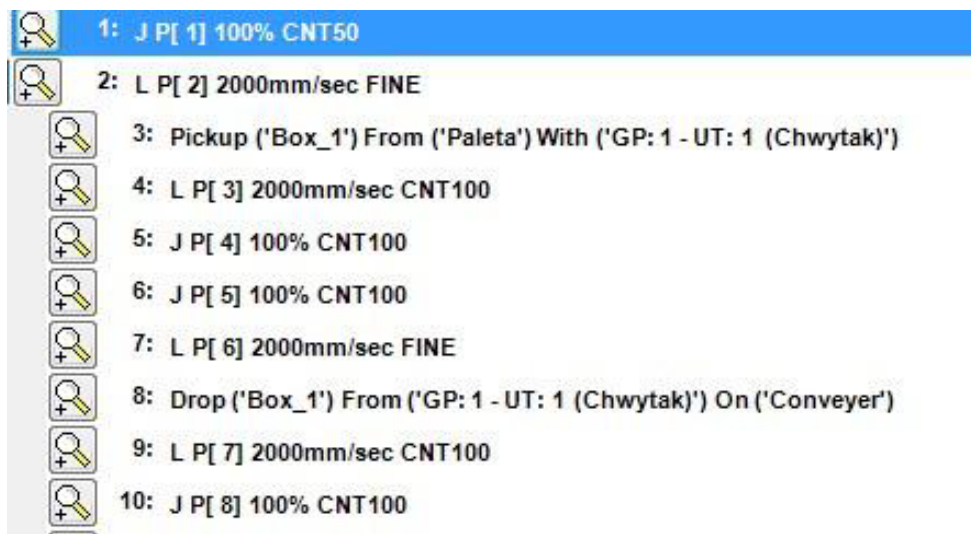 1: J P[ 1] 100% CNT50
2: L P[ 2] 2000mm/sec FINE
3: Pickup ('Box_1') From ('Paleta') With ('GP: 1 - UT: 1 (Chwytak)')
4: L P[ 3] 2000mm/sec CNT100
5: J P[ 4] 100% CNT100
6: J P[ 5] 100% CNT100
7: L P[ 6] 2000mm/sec FINE
8: Drop ('Box_1') From ('GP: 1 - UT: 1 (Chwytak)') On ('Conveyer')
9: L P[ 7] 2000mm/sec CNT100
10: J P[ 8] 100% CNT100